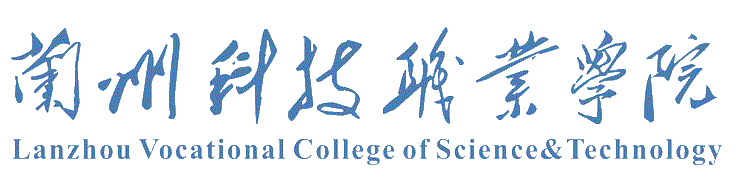 蘭州科技職業學院
Lanzhou Vocational College of Science&Technology